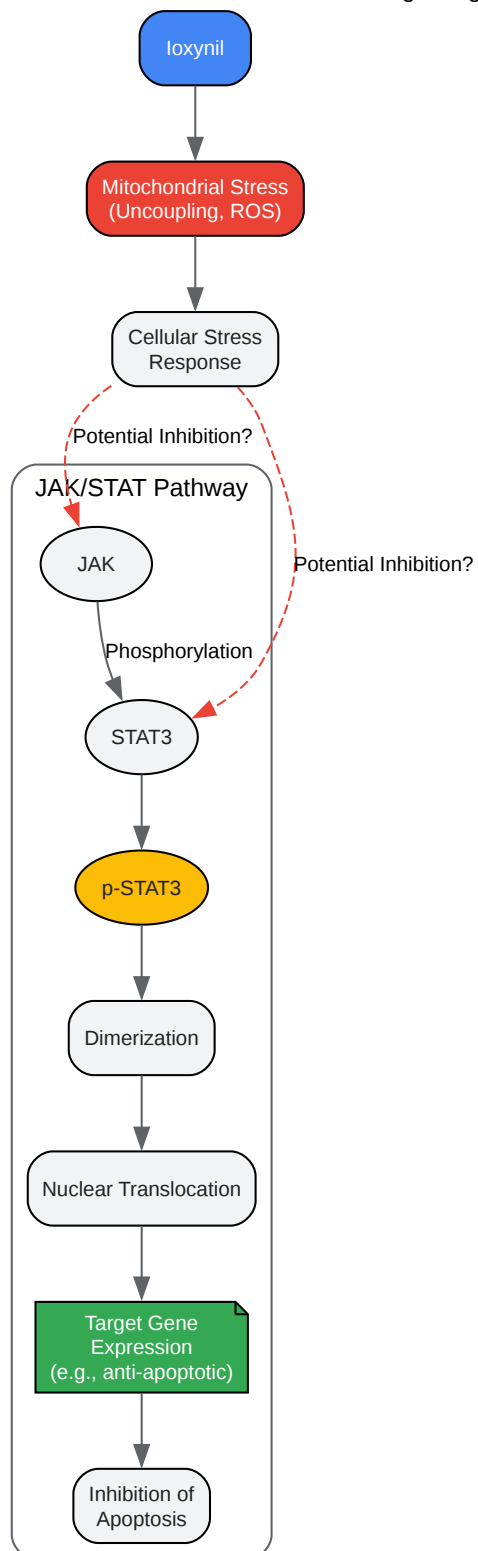 Ioxynil
Mitochondrial Stress
(Uncoupling, ROS)
Cellular Stress
Response
Potential Inhibition?
JAK/STAT Pathway
JAK
Potential Inhibition?
Phosphorylation
STAT3
p-STAT3
Dimerization
Nuclear Translocation
Target Gene
Expression
(e.g., anti-apoptotic)
Inhibition of
Apoptosis